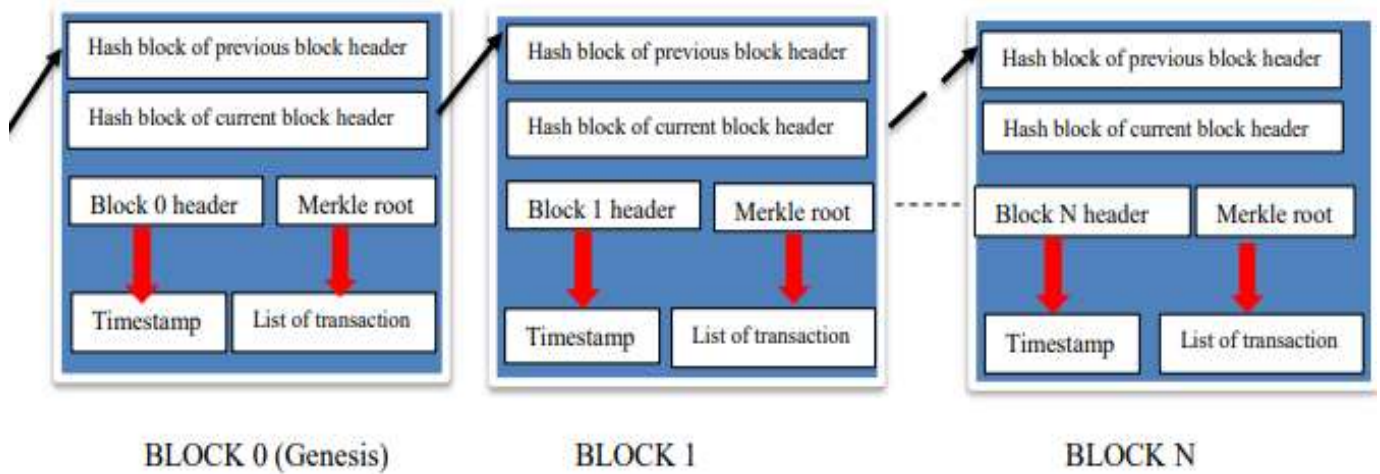 Hash block of previous block header
Hash block of current block header
Block 0 header
Merkle root
Timestamp
List of transaction
BLOCK 0 (Genesis)
Hash block of previous block header
Hash block of current block header
Block 1 header
Merkle root
Timestamp
List of transaction
BLOCK 1
Hash block of previous block header
Hash block of current block header
Block N header
Merkle root
Timestamp
List of transaction
BLOCK N